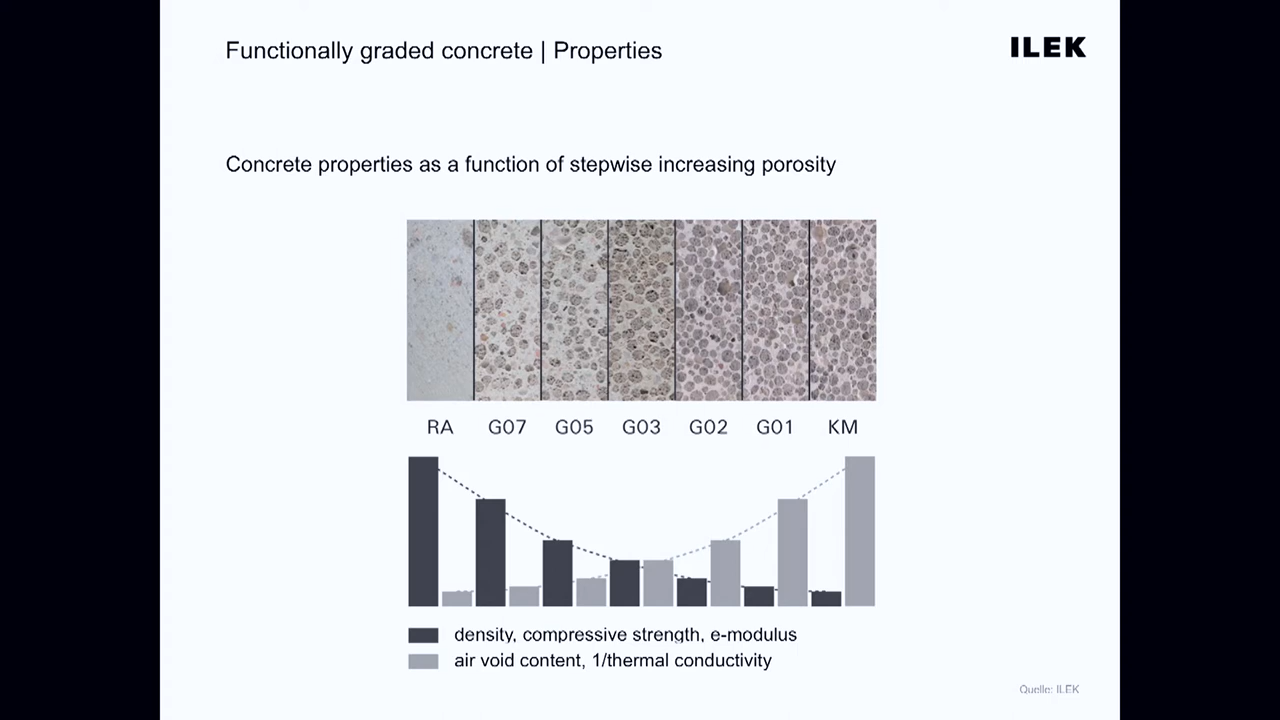 Functionally graded concrete | Properties
ILEK
Concrete properties as a function of stepwise increasing porosity
RA G07 G05 G03 G02 G01 KM
density, compressive strength, e-modulus
air void content, 1/thermal conductivity
Quelle: ILEK